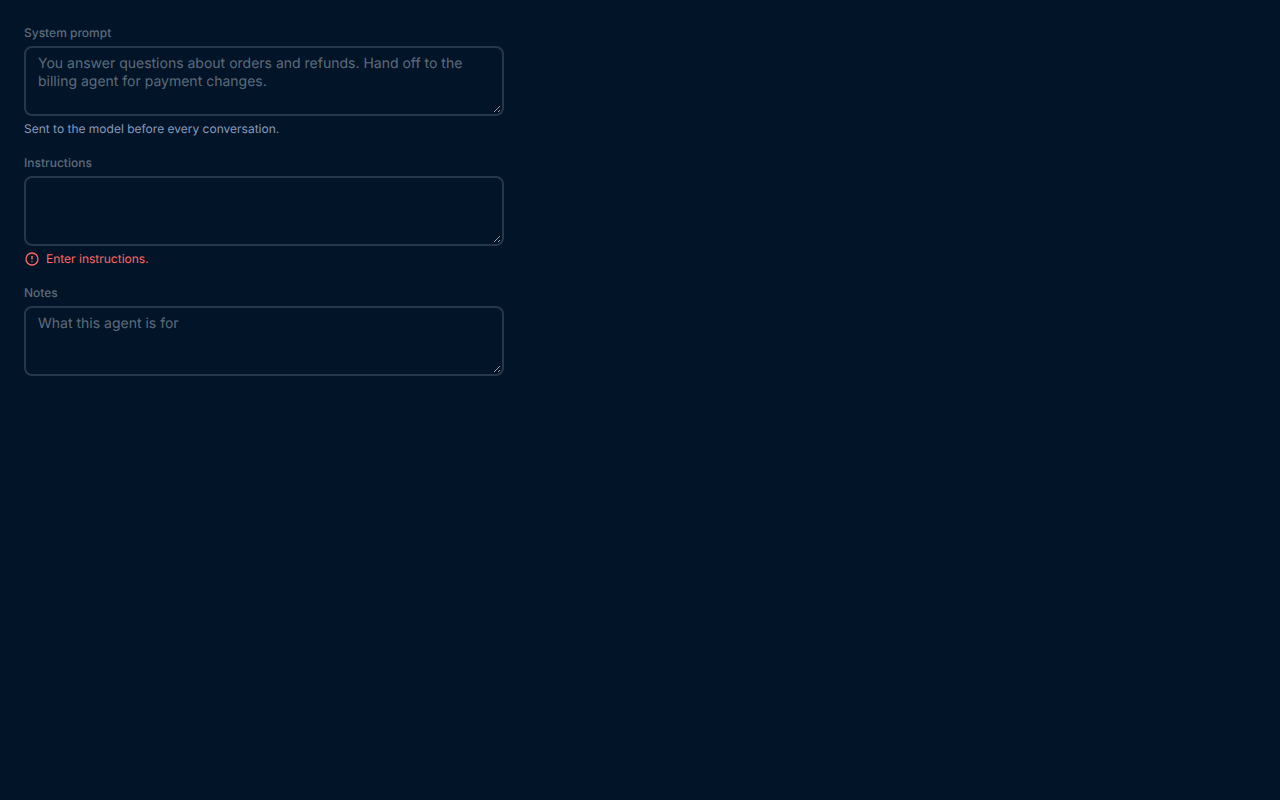 System prompt
You answer questions about orders and refunds. Hand off to the
billing agent for payment changes.
Sent to the model before every conversation.
Instructions
Enter instructions.
Notes
What this agent is for